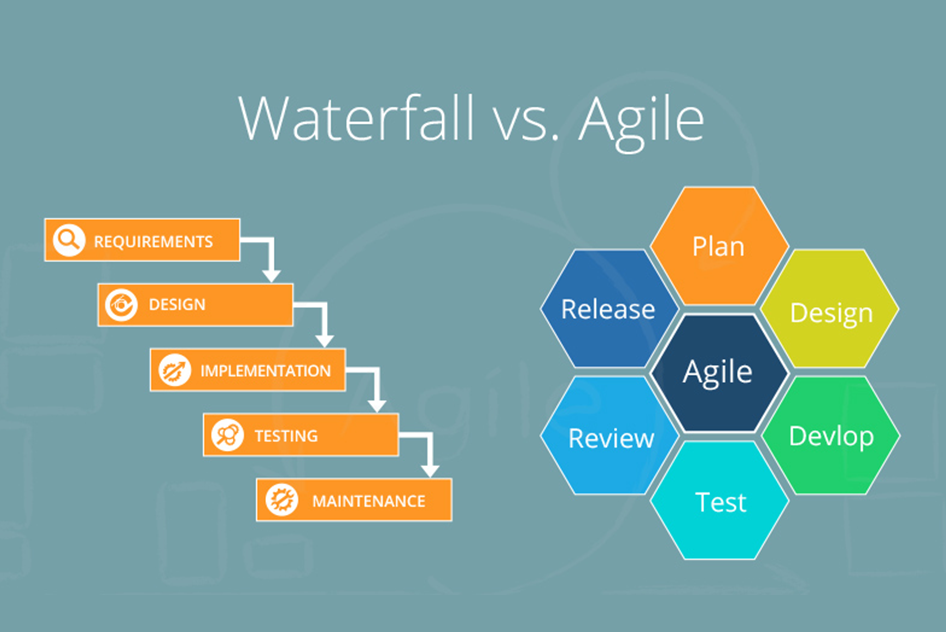 Waterfall vs. Agile
REQUIREMENTS
DESIGN
IMPLEMENTATION
TESTING
MAINTENANCE
Plan
Design
Devlop
Test
Review
Release
Agile